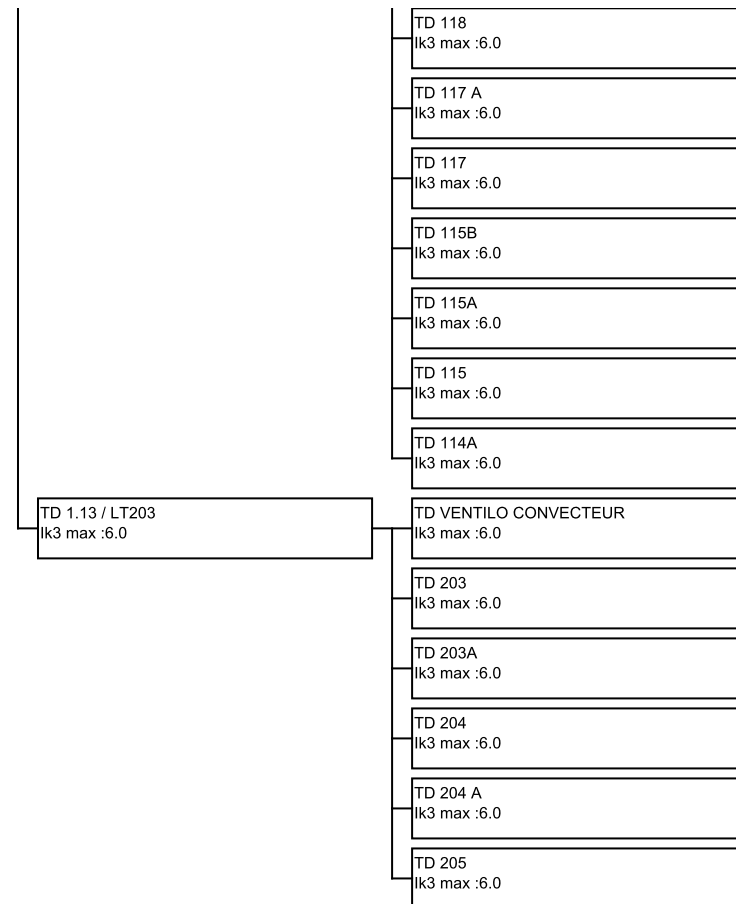 TD 118
Ik3 max :6.0
TD 117 A
Ik3 max :6.0
TD 117
Ik3 max :6.0
TD 115B
Ik3 max :6.0
TD 115A
Ik3 max :6.0
TD 115
Ik3 max :6.0
TD 114A
Ik3 max :6.0
TD 1.13 / LT203
Ik3 max :6.0
TD VENTILO CONVECTEUR
Ik3 max :6.0
TD 203
Ik3 max :6.0
TD 203A
Ik3 max :6.0
TD 204
Ik3 max :6.0
TD 204 A
Ik3 max :6.0
TD 205
Ik3 max :6.0